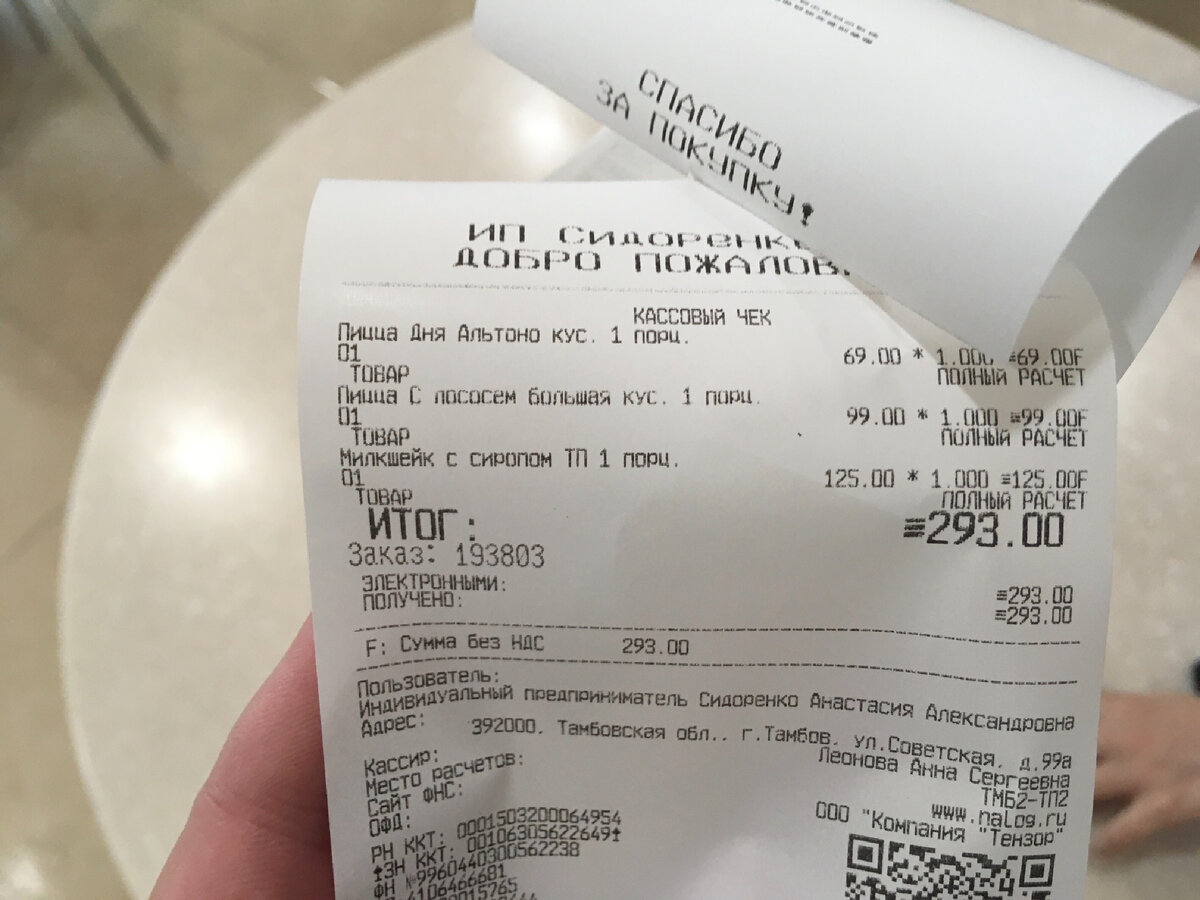 СПАСИБО
ЗА ПОКУПКУ!
ИП СИДОРЕНК
ДОБРО ПОЖАЛОВ
КАССОВЫЙ ЧЕК
Пицца Дня Альтоно кус. 1 порц.
01 69.00 * 1.000 ≡69.00F
ТОВАР ПОЛНЫЙ РАСЧЕТ
Пицца С лососем большая кус. 1 порц.
01 99.00 * 1.000 ≡99.00F
ТОВАР ПОЛНЫЙ РАСЧЕТ
Милкшейк с сиропом ТП 1 порц.
01 125.00 * 1.000 ≡125.00F
ТОВАР ПОЛНЫЙ РАСЧЕТ
ИТОГ: ≡293.00
Заказ: 193803
ЭЛЕКТРОННЫМИ: ≡293.00
ПОЛУЧЕНО: ≡293.00
F: Сумма без НДС 293.00
Пользователь:
Индивидуальный предприниматель Сидоренко Анастасия Александровна
Адрес: 392000, Тамбовская обл., г.Тамбов, ул.Советская, д.99а
Кассир: Леонова Анна Сергеевна
Место расчетов: ТМБ2-ТП2
Сайт ФНС: www.nalog.ru
ОФД: ООО "Компания "Тензор"
РН ККТ: 0001503200064954
ЗН ККТ: 00106305622649
ФН №9960440300562238